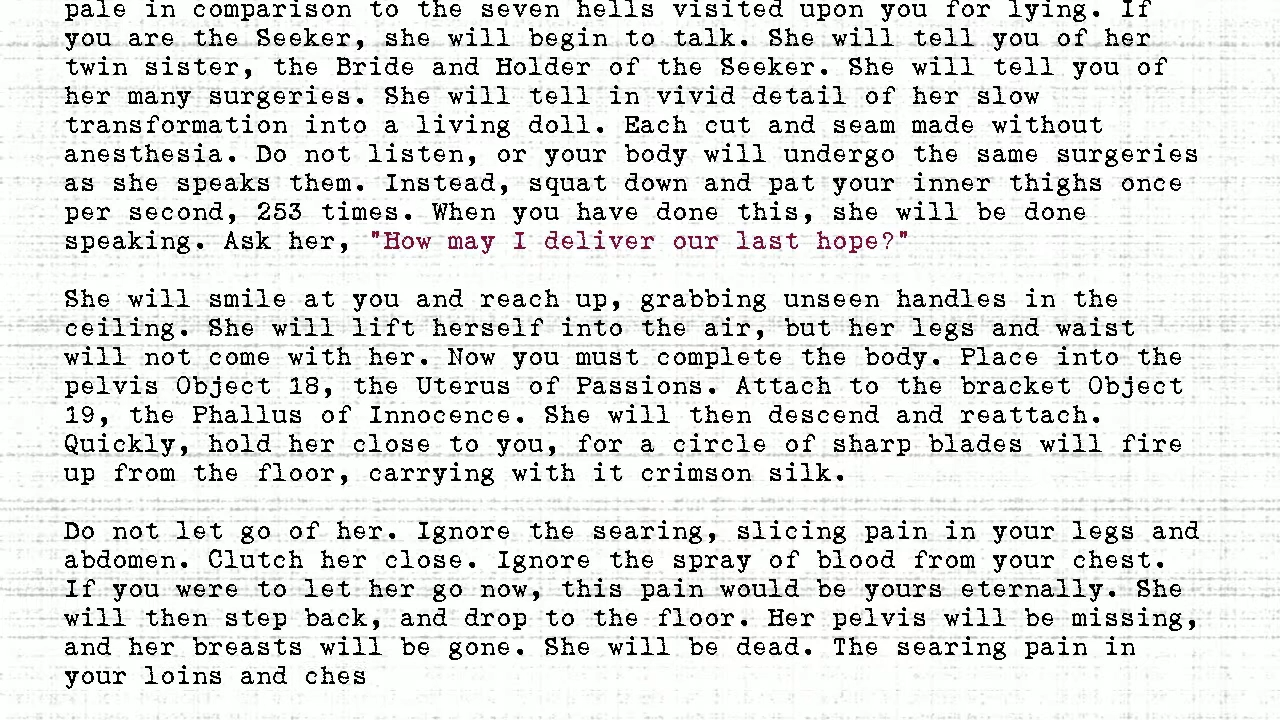 pale in comparison to the seven hells visited upon you for lying. If
you are the Seeker, she will begin to talk. She will tell you of her
twin sister, the Bride and Holder of the Seeker. She will tell you of
her many surgeries. She will tell in vivid detail of her slow
transformation into a living doll. Each cut and seam made without
anesthesia. Do not listen, or your body will undergo the same surgeries
as she speaks them. Instead, squat down and pat your inner thighs once
per second, 253 times. When you have done this, she will be done
speaking. Ask her, "How may I deliver our last hope?"
She will smile at you and reach up, grabbing unseen handles in the
ceiling. She will lift herself into the air, but her legs and waist
will not come with her. Now you must complete the body. Place into the
pelvis Object 18, the Uterus of Passions. Attach to the bracket Object
19, the Phallus of Innocence. She will then descend and reattach.
Quickly, hold her close to you, for a circle of sharp blades will fire
up from the floor, carrying with it crimson silk.
Do not let go of her. Ignore the searing, slicing pain in your legs and
abdomen. Clutch her close. Ignore the spray of blood from your chest.
If you were to let her go now, this pain would be yours eternally. She
will then step back, and drop to the floor. Her pelvis will be missing,
and her breasts will be gone. She will be dead. The searing pain in
your loins and ches